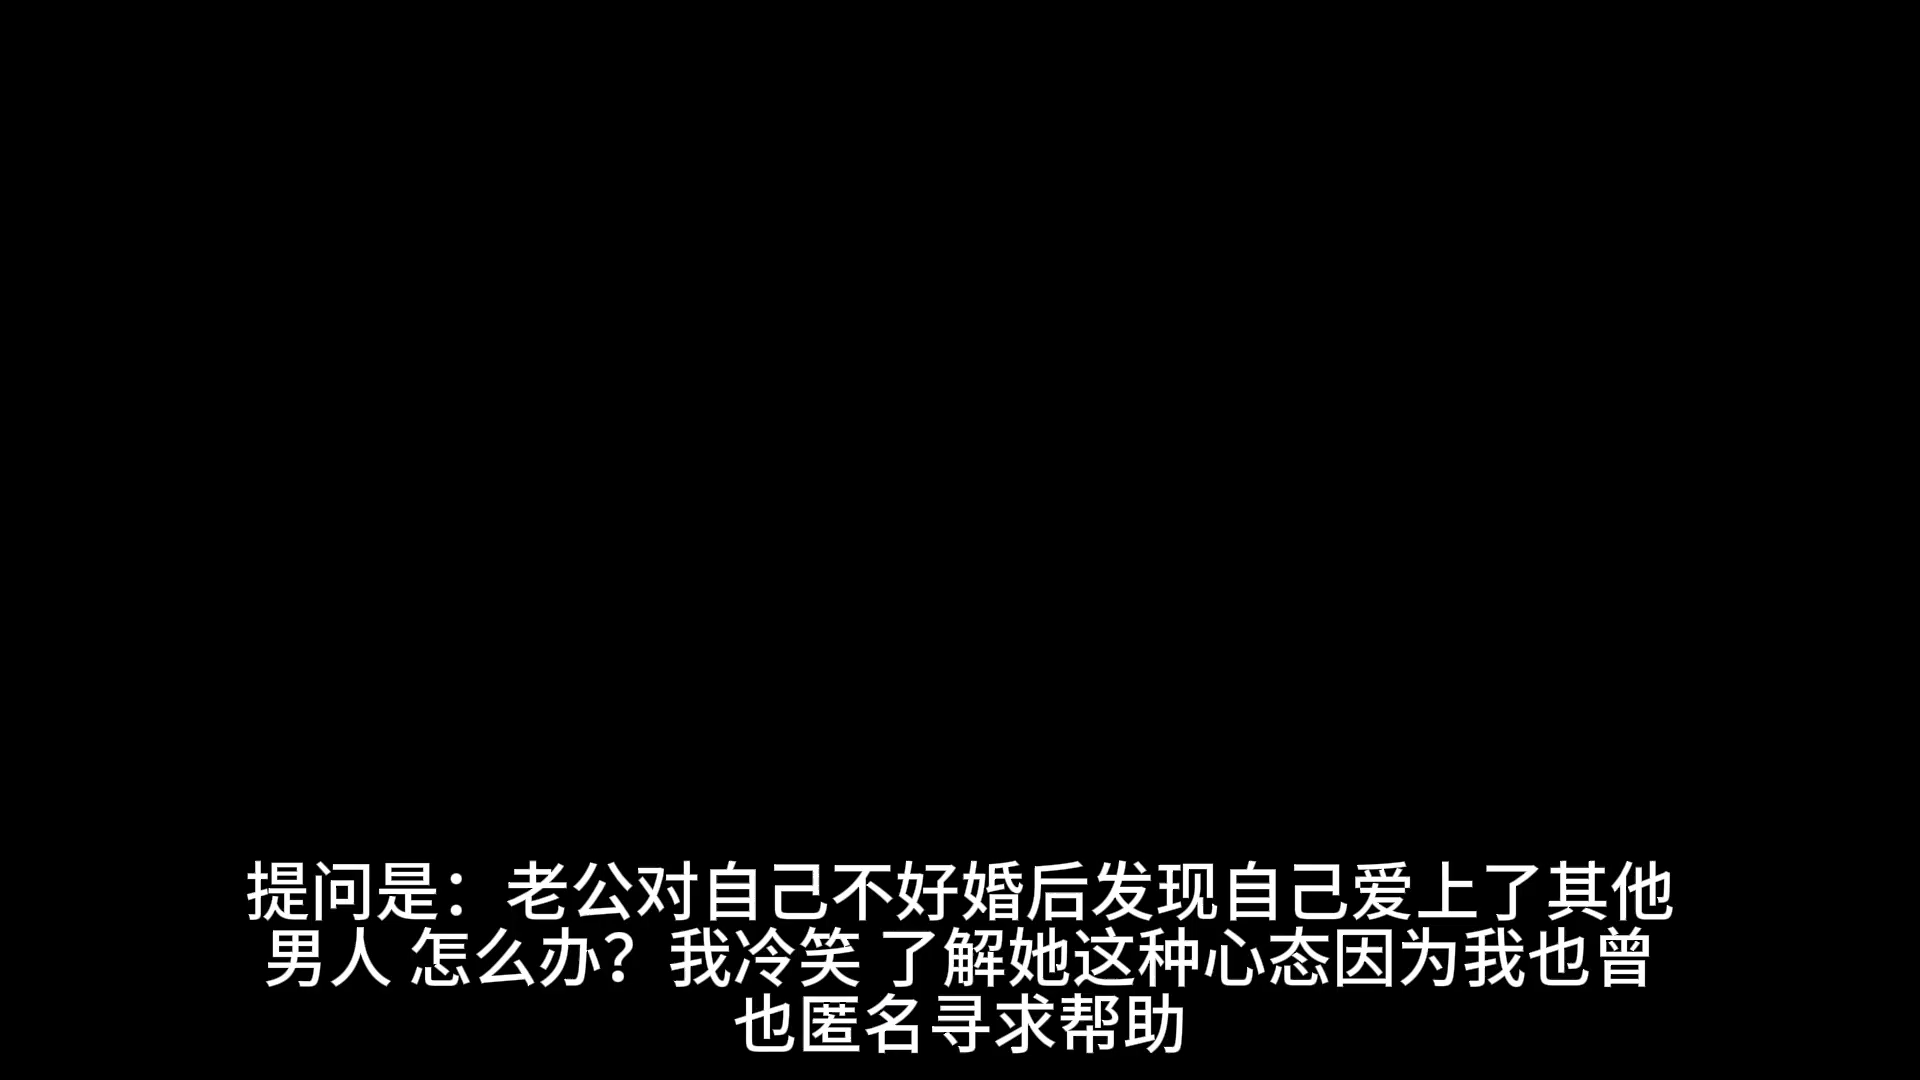 提问是：老公对自己不好婚后发现自己爱上了其他
男人 怎么办？我冷笑 了解她这种心态因为我也曾
也匿名寻求帮助